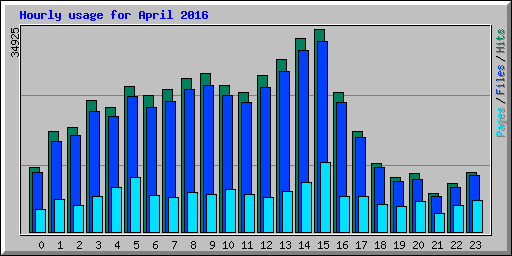 Hourly usage for April 2016
34925
Pages/Files/Hits
0 1 2 3 4 5 6 7 8 9 10 11 12 13 14 15 16 17 18 19 20 21 22 23